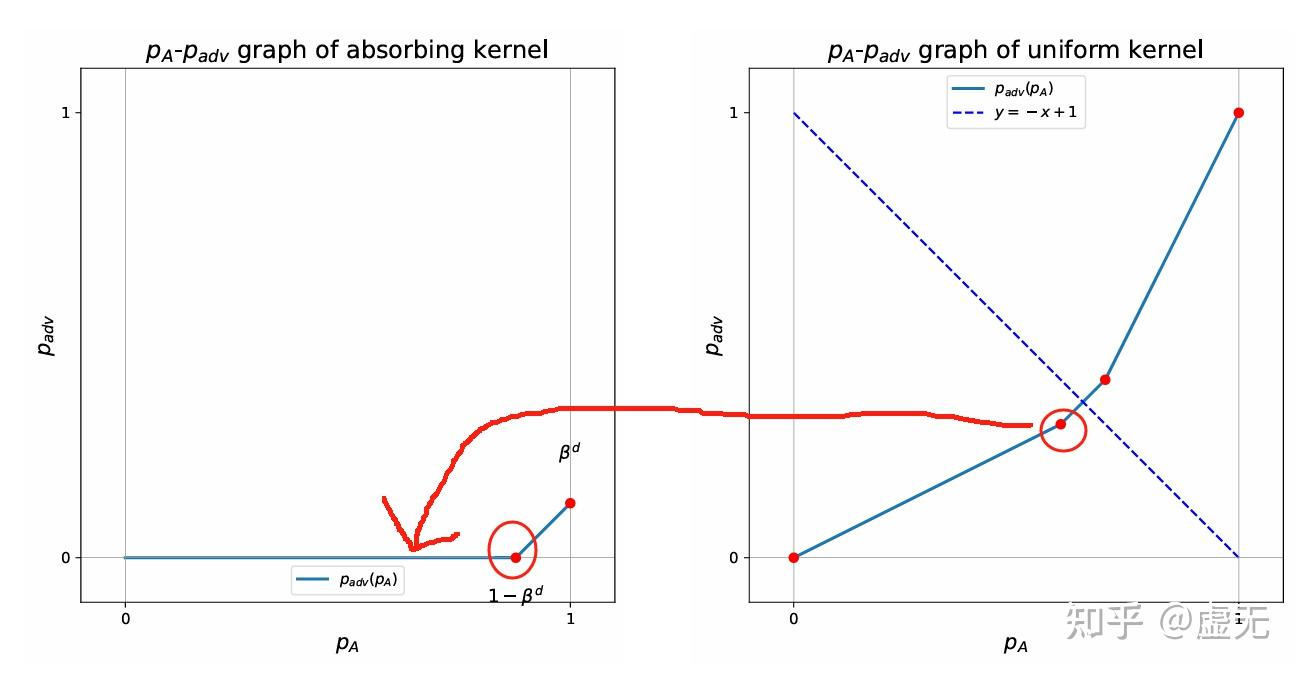 p_A-p_adv graph of absorbing kernel
1
p_adv
β^d
0
p_adv(p_A)
1 − β^d
0
1
p_A
p_A-p_adv graph of uniform kernel
p_adv(p_A)
y = −x + 1
1
p_adv
0
0
1
p_A
知乎 @虚无